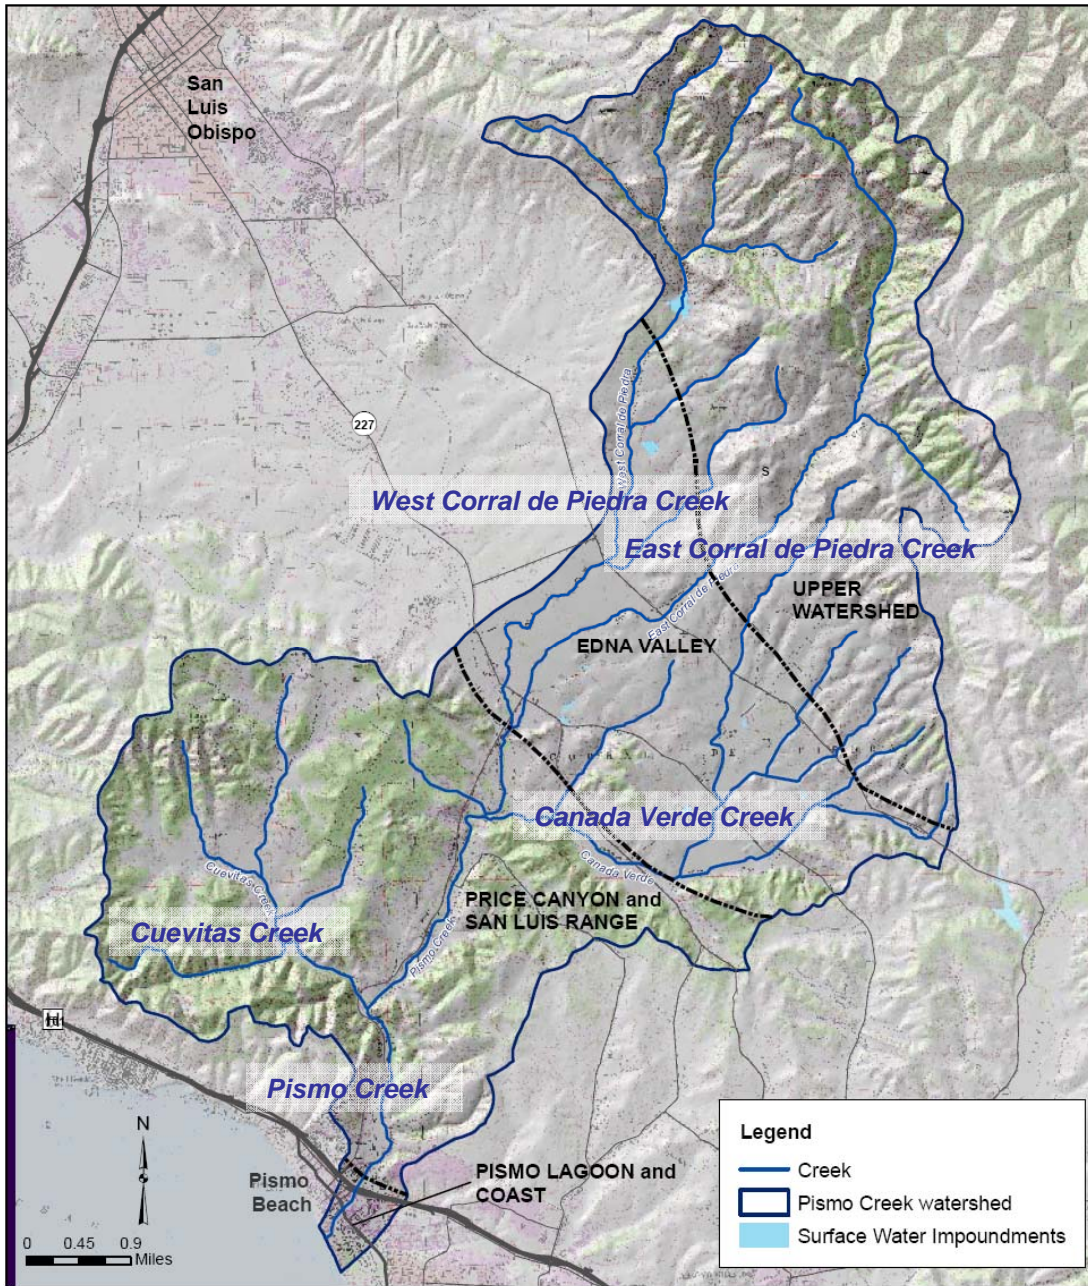 San
Luis
Obispo
227
West Corral de Piedra
West Corral de Piedra Creek
S
East Corral de Piedra Creek
East Corral de Piedra
UPPER
WATERSHED
EDNA VALLEY
Canada Verde Creek
Canada Verde
Cuevitas Creek
PRICE CANYON and
SAN LUIS RANGE
Cuevitas Creek
Pismo Creek
Pismo Creek
N
Pismo
Beach
PISMO LAGOON and
COAST
0 0.45 0.9
Miles
Legend
Creek
Pismo Creek watershed
Surface Water Impoundments